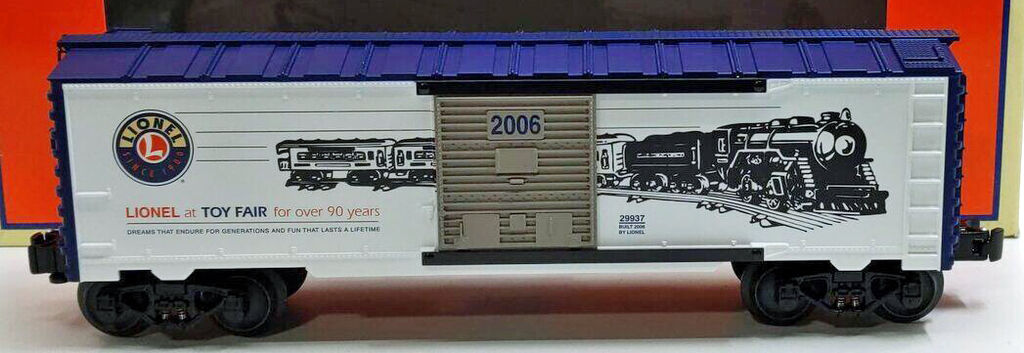 LIONEL
SINCE 1900
L
LIONEL at TOY FAIR for over 90 years
DREAMS THAT ENDURE FOR GENERATIONS AND FUN THAT LASTS A LIFETIME
2006
29937
BUILT 2006
BY LIONEL